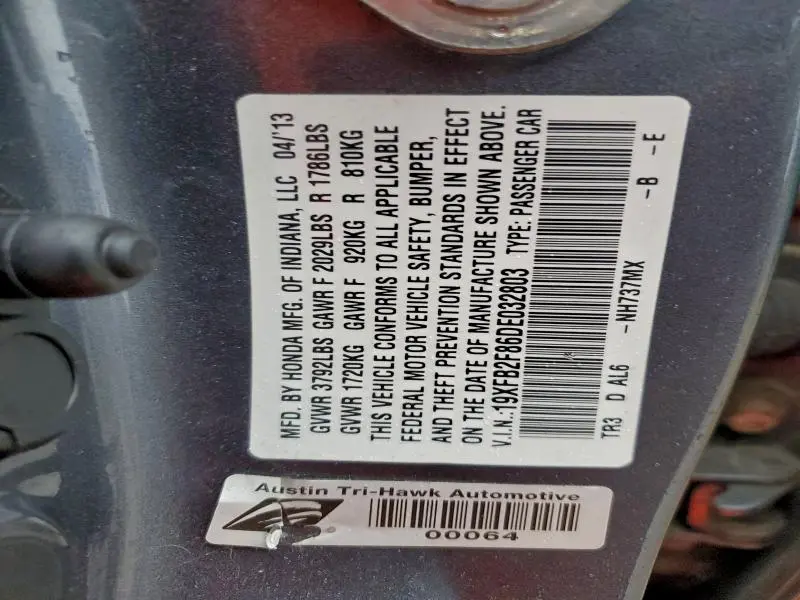 MFD. BY HONDA MFG. OF INDIANA, LLC 04/'13
GVWR 3792LBS GAWR F 2029LBS R 1786LBS
GVWR 1720KG GAWR F 920KG R 810KG
THIS VEHICLE CONFORMS TO ALL APPLICABLE
FEDERAL MOTOR VEHICLE SAFETY, BUMPER,
AND THEFT PREVENTION STANDARDS IN EFFECT
ON THE DATE OF MANUFACTURE SHOWN ABOVE.
V.I.N.:19XFB2F86DE032803 TYPE: PASSENGER CAR
TR3 D AL6 -NH737MX -B -E
Austin Tri-Hawk Automotive
00064